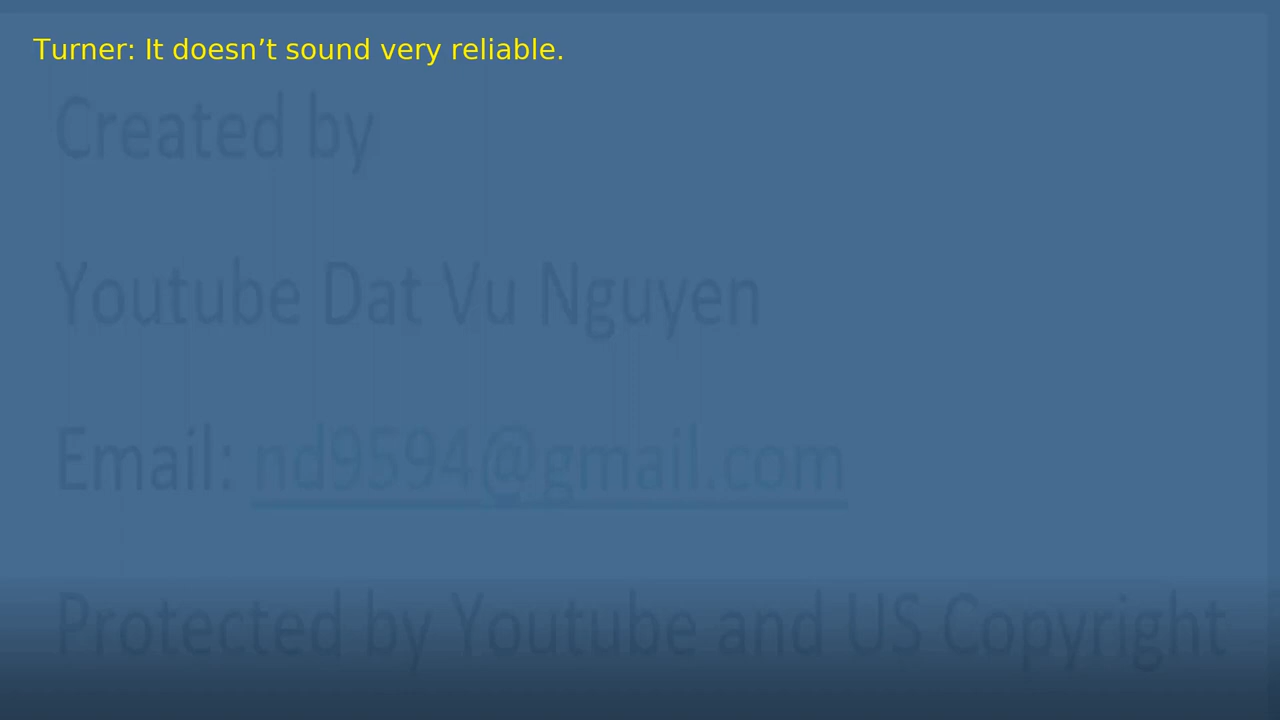 Turner: It doesn’t sound very reliable.
Created by
Youtube Dat Vu Nguyen
Email: nd9594@gmail.com
Protected by Youtube and US Copyright